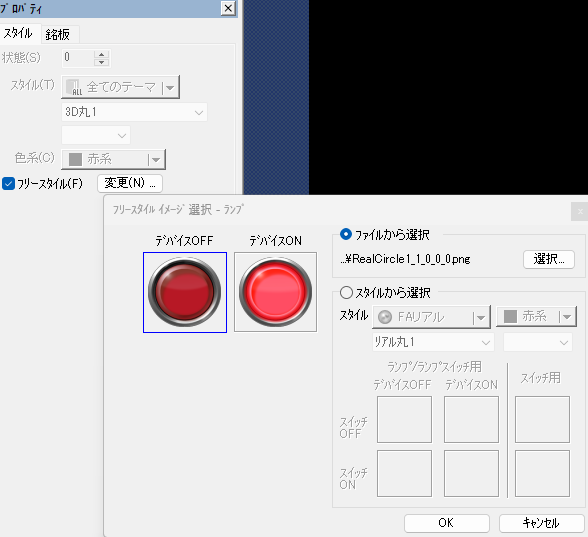 ﾌﾟﾛﾊﾟﾃｨ
ｽﾀｲﾙ 銘板
状態(S) 0
ｽﾀｲﾙ(T) ALL 全てのテーマ
3D丸1
色系(C) 赤系
ﾌﾘｰｽﾀｲﾙ(F) 変更(N) ...
ﾌﾘｰｽﾀｲﾙ ｲﾒｰｼﾞ 選択 - ﾗﾝﾌﾟ
ﾃﾞﾊﾞｲｽOFF ﾃﾞﾊﾞｲｽON
ﾌｧｲﾙから選択
...¥RealCircle1_1_0_0_0.png 選択...
ｽﾀｲﾙから選択
ｽﾀｲﾙ FAリアル 赤系
ﾘｱﾙ丸1
ﾗﾝﾌﾟ/ﾗﾝﾌﾟｽｲｯﾁ用 ｽｲｯﾁ用
ﾃﾞﾊﾞｲｽOFF ﾃﾞﾊﾞｲｽON
ｽｲｯﾁ
OFF
ｽｲｯﾁ
ON
OK ｷｬﾝｾﾙ